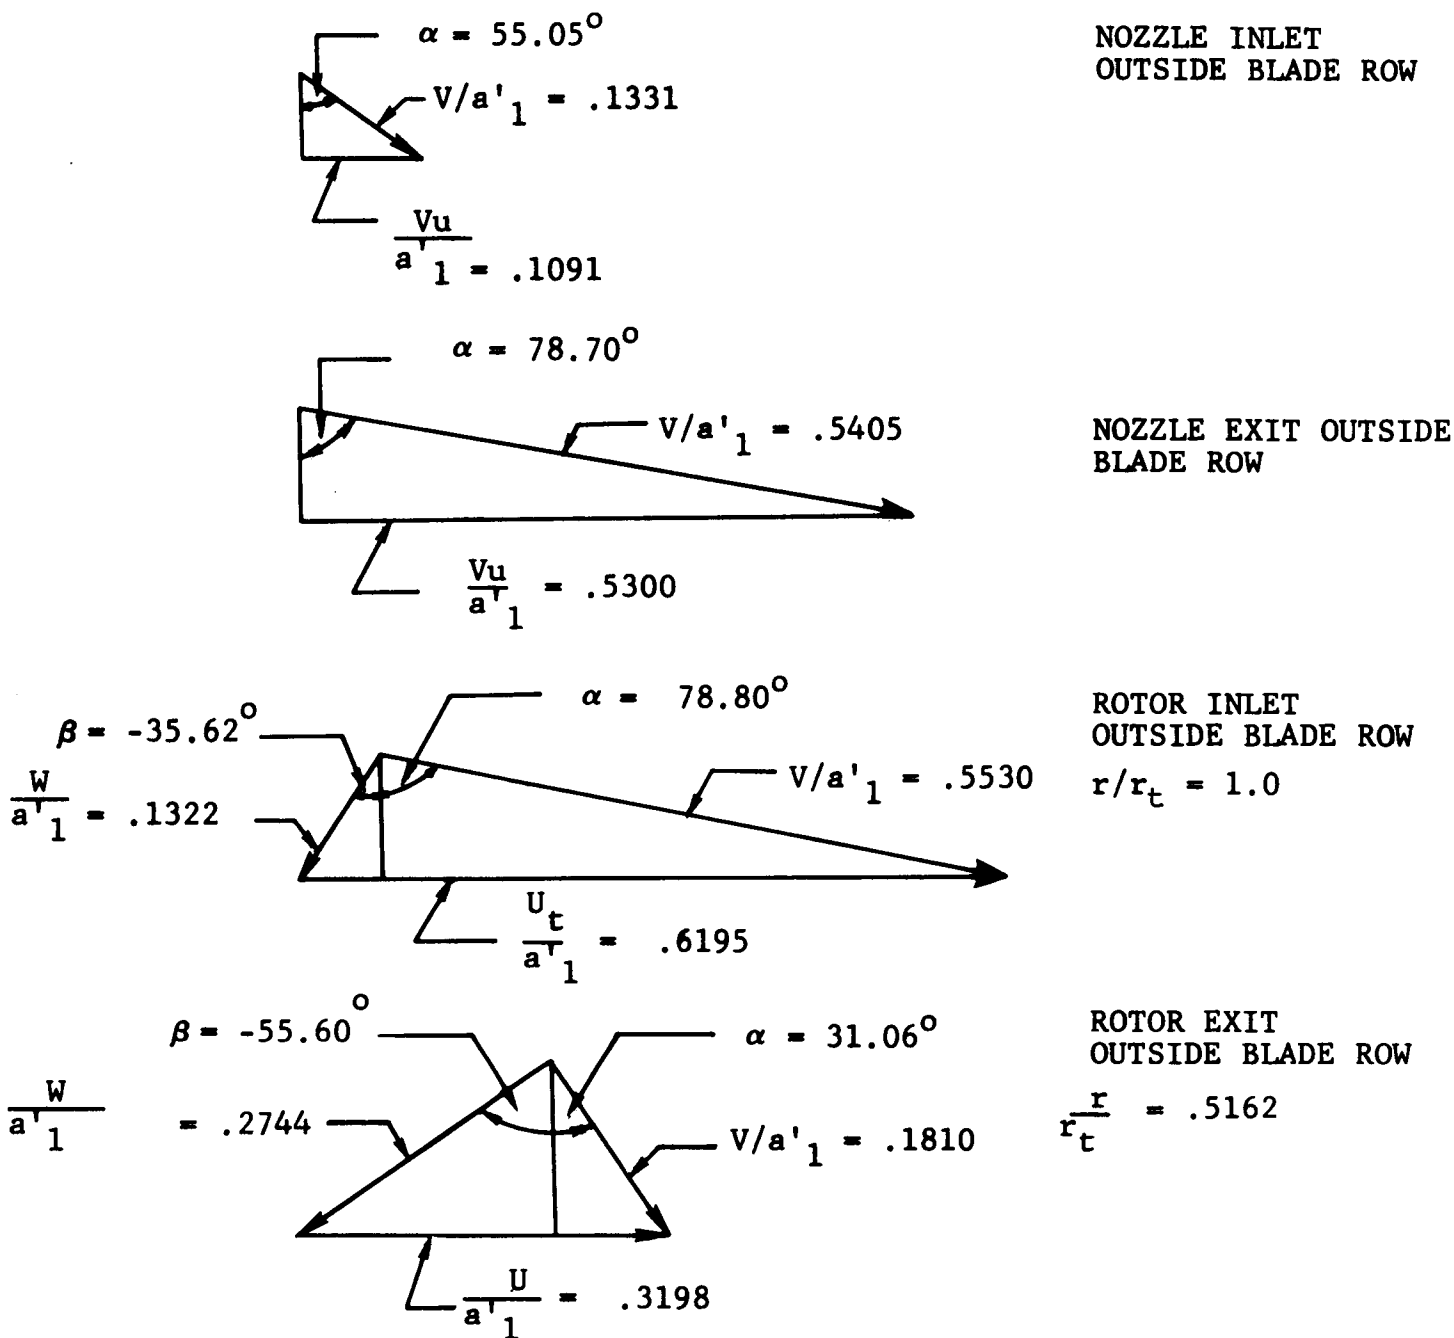 α = 55.05°
NOZZLE INLET
OUTSIDE BLADE ROW
V/a'1 = .1331
Vu
a'1 = .1091
α = 78.70°
V/a'1 = .5405
NOZZLE EXIT OUTSIDE
BLADE ROW
Vu
a'1 = .5300
β = -35.62°
α = 78.80°
ROTOR INLET
OUTSIDE BLADE ROW
W
a'1 = .1322
V/a'1 = .5530
r/rt = 1.0
Ut
a'1 = .6195
β = -55.60°
α = 31.06°
ROTOR EXIT
OUTSIDE BLADE ROW
W
a'1 = .2744
V/a'1 = .1810
r
rt = .5162
U
a'1 = .3198